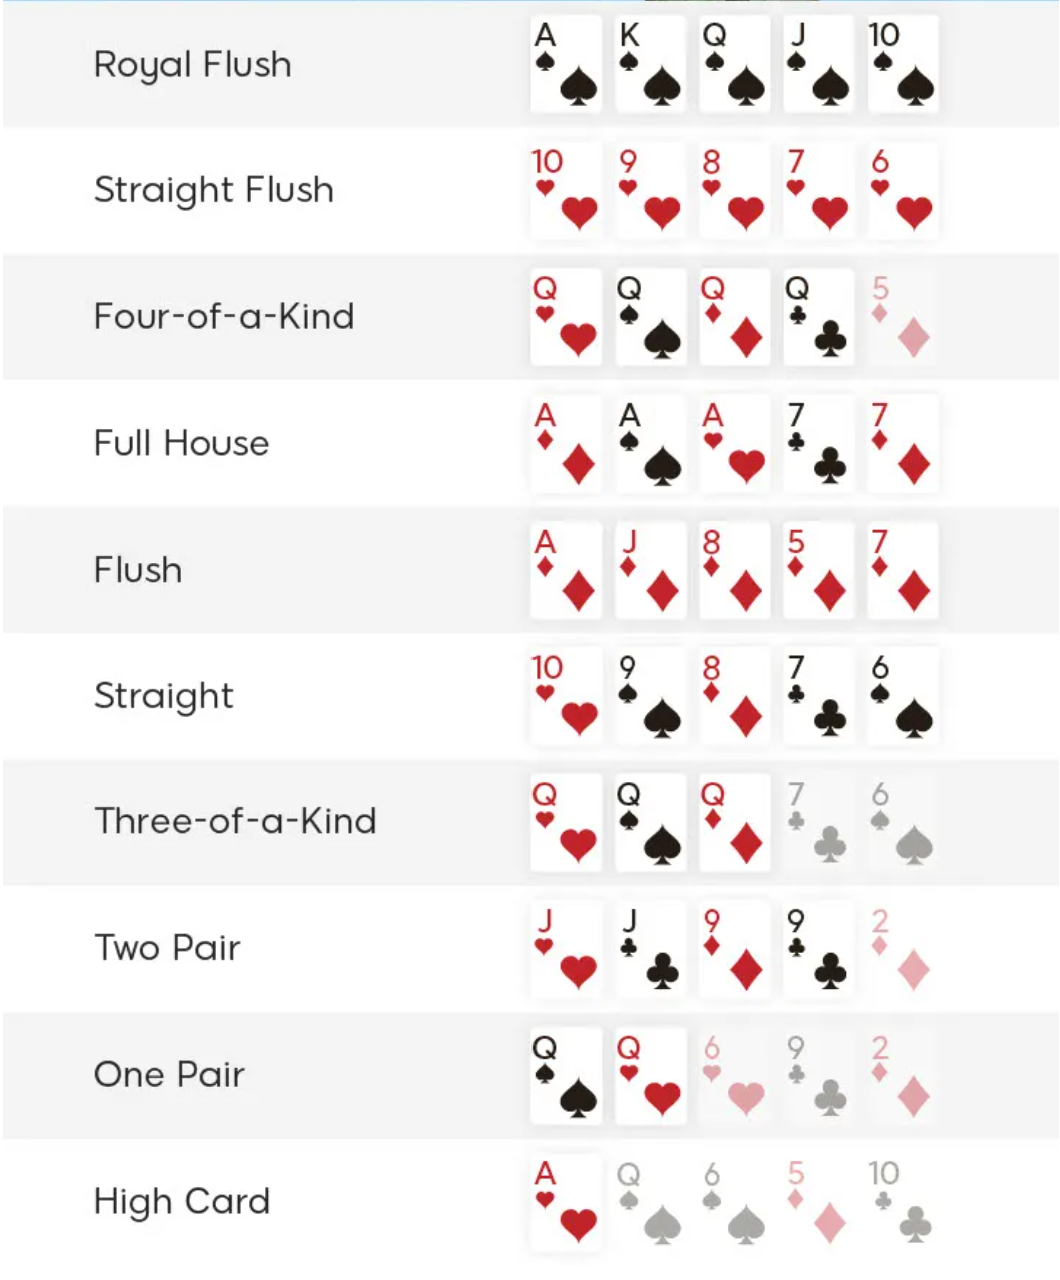 Royal Flush A K Q J 10
Straight Flush 10 9 8 7 6
Four-of-a-Kind Q Q Q Q 5
Full House A A A 7 7
Flush A J 8 5 7
Straight 10 9 8 7 6
Three-of-a-Kind Q Q Q 7 6
Two Pair J J 9 9 2
One Pair Q Q 6 9 2
High Card A Q 6 5 10